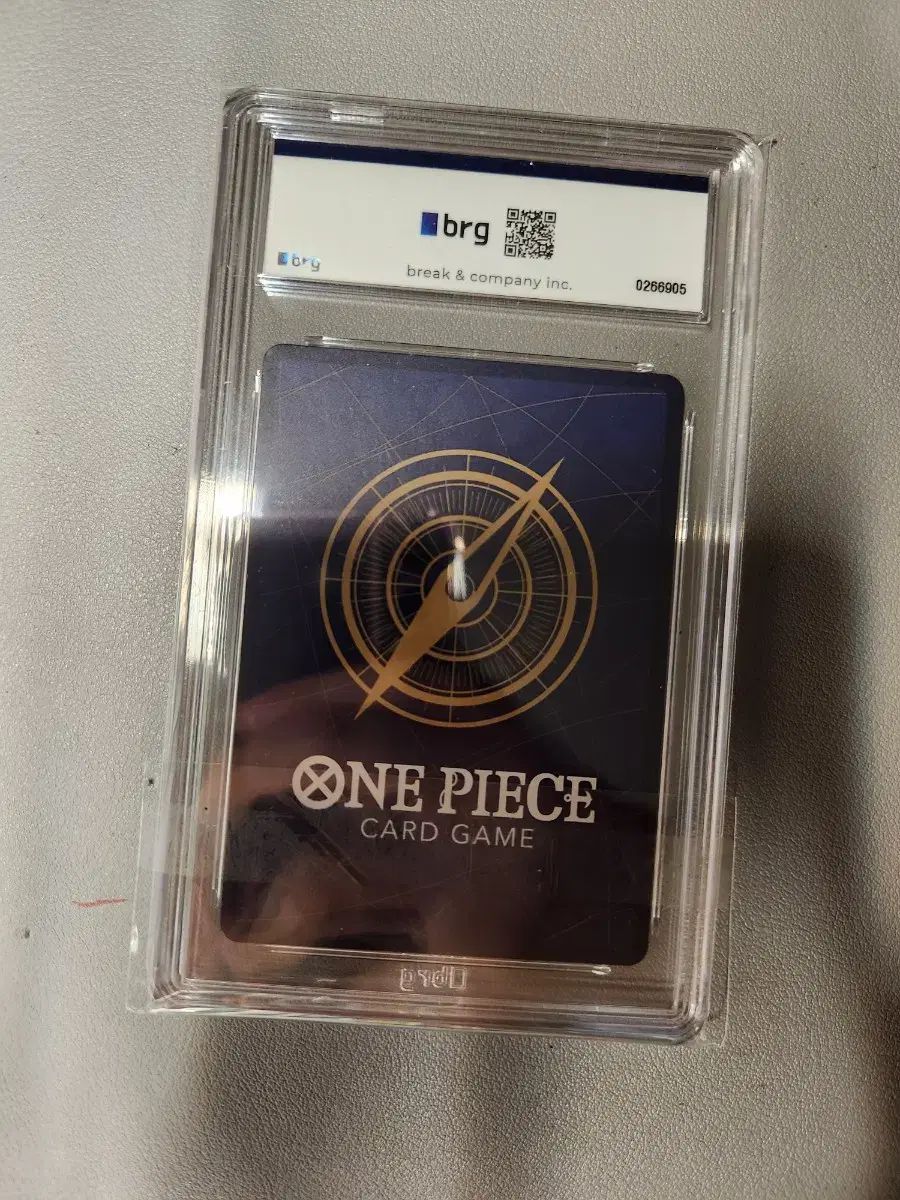 brg
brg
break & company inc.
0266905
ONE PIECE
CARD GAME
brg